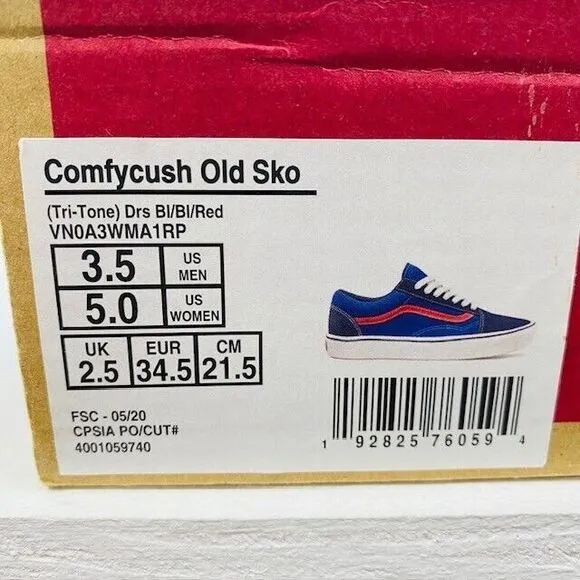 Comfycush Old Sko
(Tri-Tone) Drs Bl/Bl/Red
VN0A3WMA1RP
3.5 US MEN
5.0 US WOMEN
UK EUR CM
2.5 34.5 21.5
FSC - 05/20
CPSIA PO/CUT#
4001059740
1 92825 76059 4